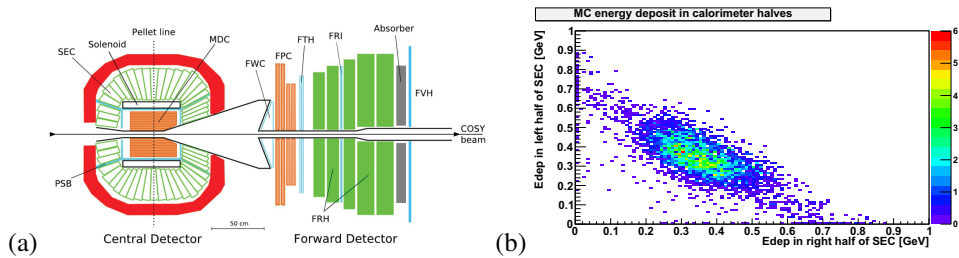 Pellet line
Solenoid
MDC
SEC
FWC
FPC
FTH
FRI
Absorber
FVH
COSY
beam
PSB
FRH
50 cm
(a)
Central Detector
Forward Detector
MC energy deposit in calorimeter halves
Edep in left half of SEC [GeV]
1
0.9
0.8
0.7
0.6
0.5
0.4
0.3
0.2
0.1
0
0 0.1 0.2 0.3 0.4 0.5 0.6 0.7 0.8 0.9 1
Edep in right half of SEC [GeV]
6
5
4
3
2
1
0
(b)